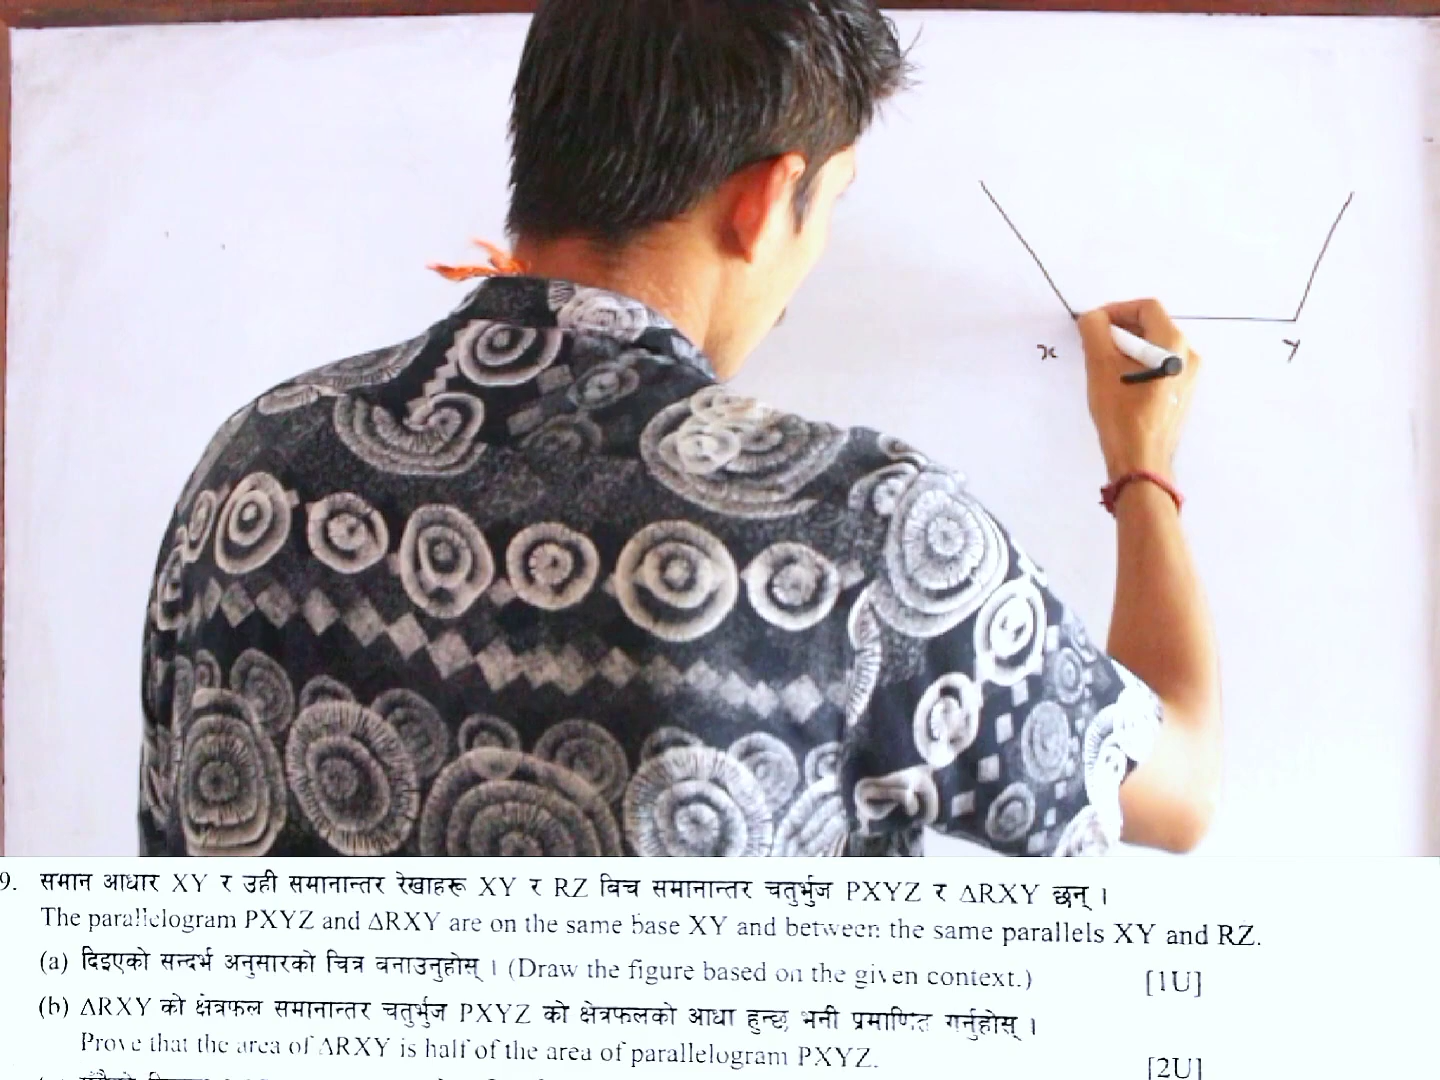 x
y
9. समान आधार XY र उही समानान्तर रेखाहरू XY र RZ बिच समानान्तर चतुर्भुज PXYZ र ΔRXY छन् ।
The parallelogram PXYZ and ΔRXY are on the same base XY and between the same parallels XY and RZ.
(a) दिइएको सन्दर्भ अनुसारको चित्र बनाउनुहोस् । (Draw the figure based on the given context.) [1U]
(b) ΔRXY को क्षेत्रफल समानान्तर चतुर्भुज PXYZ को क्षेत्रफलको आधा हुन्छ भनी प्रमाणित गर्नुहोस् ।
Prove that the area of ΔRXY is half of the area of parallelogram PXYZ. [2U]